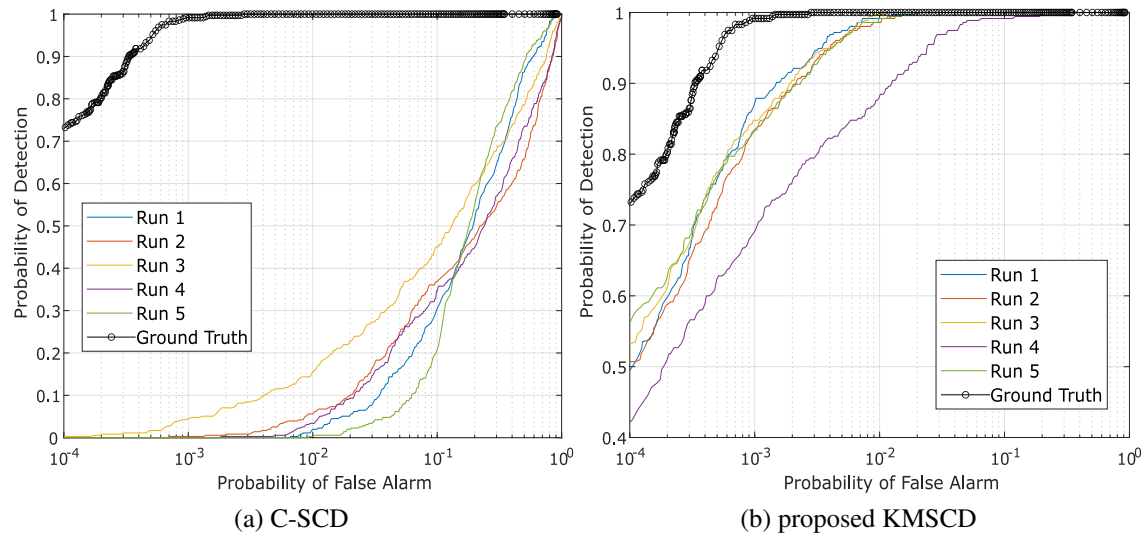 1
0.9
0.8
0.7
0.6
0.5
0.4
0.3
0.2
0.1
0
Probability of Detection
Run 1
Run 2
Run 3
Run 4
Run 5
Ground Truth
10^-4
10^-3
10^-2
10^-1
10^0
Probability of False Alarm
(a) C-SCD
1
0.9
0.8
0.7
0.6
0.5
0.4
Probability of Detection
Run 1
Run 2
Run 3
Run 4
Run 5
Ground Truth
10^-4
10^-3
10^-2
10^-1
10^0
Probability of False Alarm
(b) proposed KMSCD